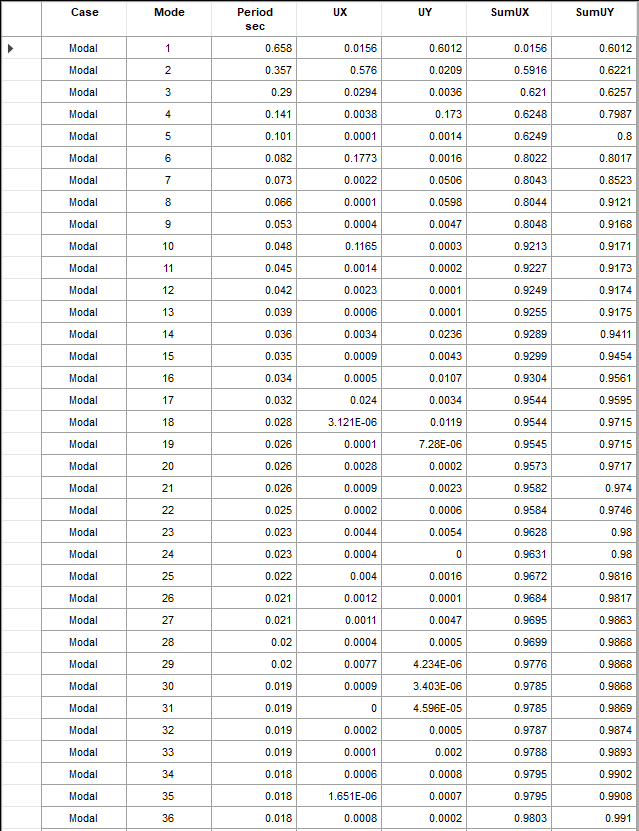 Case Mode Period UX UY SumUX SumUY
sec
Modal 1 0.658 0.0156 0.6012 0.0156 0.6012
Modal 2 0.357 0.576 0.0209 0.5916 0.6221
Modal 3 0.29 0.0294 0.0036 0.621 0.6257
Modal 4 0.141 0.0038 0.173 0.6248 0.7987
Modal 5 0.101 0.0001 0.0014 0.6249 0.8
Modal 6 0.082 0.1773 0.0016 0.8022 0.8017
Modal 7 0.073 0.0022 0.0506 0.8043 0.8523
Modal 8 0.066 0.0001 0.0598 0.8044 0.9121
Modal 9 0.053 0.0004 0.0047 0.8048 0.9168
Modal 10 0.048 0.1165 0.0003 0.9213 0.9171
Modal 11 0.045 0.0014 0.0002 0.9227 0.9173
Modal 12 0.042 0.0023 0.0001 0.9249 0.9174
Modal 13 0.039 0.0006 0.0001 0.9255 0.9175
Modal 14 0.036 0.0034 0.0236 0.9289 0.9411
Modal 15 0.035 0.0009 0.0043 0.9299 0.9454
Modal 16 0.034 0.0005 0.0107 0.9304 0.9561
Modal 17 0.032 0.024 0.0034 0.9544 0.9595
Modal 18 0.028 3.121E-06 0.0119 0.9544 0.9715
Modal 19 0.026 0.0001 7.28E-06 0.9545 0.9715
Modal 20 0.026 0.0028 0.0002 0.9573 0.9717
Modal 21 0.026 0.0009 0.0023 0.9582 0.974
Modal 22 0.025 0.0002 0.0006 0.9584 0.9746
Modal 23 0.023 0.0044 0.0054 0.9628 0.98
Modal 24 0.023 0.0004 0 0.9631 0.98
Modal 25 0.022 0.004 0.0016 0.9672 0.9816
Modal 26 0.021 0.0012 0.0001 0.9684 0.9817
Modal 27 0.021 0.0011 0.0047 0.9695 0.9863
Modal 28 0.02 0.0004 0.0005 0.9699 0.9868
Modal 29 0.02 0.0077 4.234E-06 0.9776 0.9868
Modal 30 0.019 0.0009 3.403E-06 0.9785 0.9868
Modal 31 0.019 0 4.596E-05 0.9785 0.9869
Modal 32 0.019 0.0002 0.0005 0.9787 0.9874
Modal 33 0.019 0.0001 0.002 0.9788 0.9893
Modal 34 0.018 0.0006 0.0008 0.9795 0.9902
Modal 35 0.018 1.651E-06 0.0007 0.9795 0.9908
Modal 36 0.018 0.0008 0.0002 0.9803 0.991